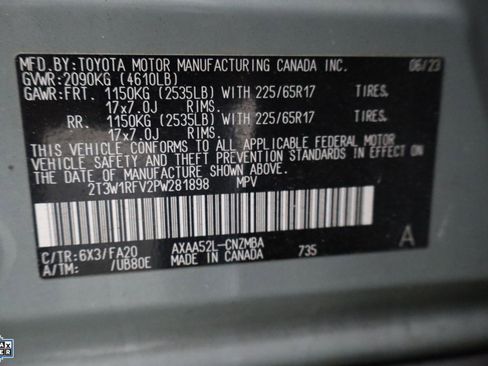 MFD.BY: TOYOTA MOTOR MANUFACTURING CANADA INC. 06/23
GVWR: 2090KG (4610LB)
GAWR: FRT. 1150KG (2535LB) WITH 225/65R17 TIRES,
17x7.0J RIMS.
RR. 1150KG (2535LB) WITH 225/65R17 TIRES,
17x7.0J RIMS.
THIS VEHICLE CONFORMS TO ALL APPLICABLE FEDERAL MOTOR
VEHICLE SAFETY AND THEFT PREVENTION STANDARDS IN EFFECT ON
THE DATE OF MANUFACTURE SHOWN ABOVE.
2T3W1RFV2PW281898 MPV
C/TR: 6X3/FA20 AXAA52L-CNZMBA A
A/TM: /UB80E MADE IN CANADA 735